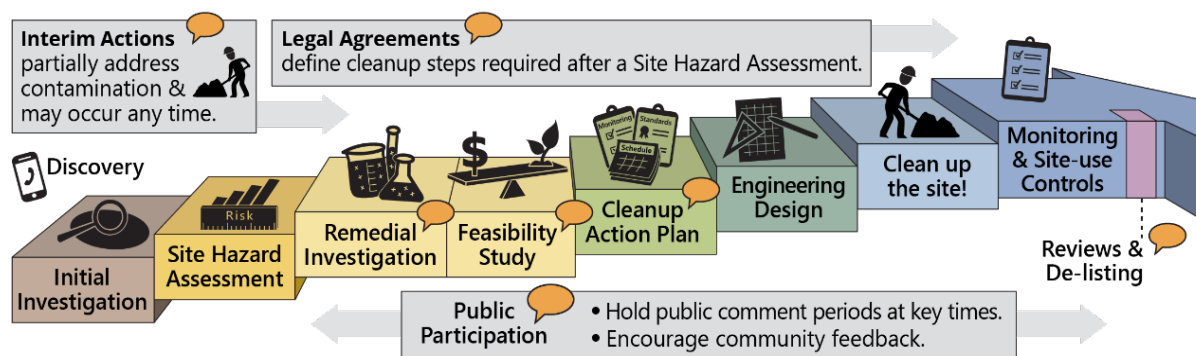 Interim Actions
partially address
contamination &
may occur any time.
Legal Agreements
define cleanup steps required after a Site Hazard Assessment.
Discovery
Initial
Investigation
Risk
Site Hazard
Assessment
Remedial
Investigation
$
Feasibility
Study
Monitoring
Standards
Schedule
Cleanup
Action Plan
Engineering
Design
Clean up
the site!
Monitoring
& Site-use
Controls
Reviews &
De-listing
Public
Participation
• Hold public comment periods at key times.
• Encourage community feedback.